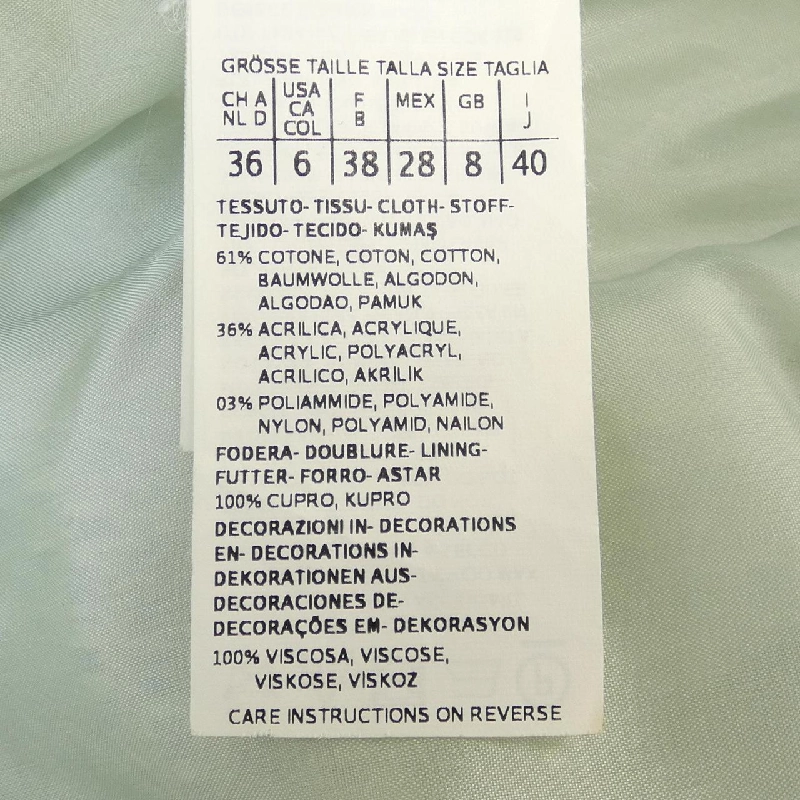 GRÖSSE TAILLE TALLA SIZE TAGLIA
CH A USA F MEX GB I
NL D CA B J
COL
36 6 38 28 8 40
TESSUTO- TISSU- CLOTH- STOFF-
TEJIDO- TECIDO- KUMAŞ
61% COTONE, COTON, COTTON,
BAUMWOLLE, ALGODON,
ALGODAO, PAMUK
36% ACRILICA, ACRYLIQUE,
ACRYLIC, POLYACRYL,
ACRILICO, AKRILIK
03% POLIAMMIDE, POLYAMIDE,
NYLON, POLYAMID, NAILON
FODERA- DOUBLURE- LINING-
FUTTER- FORRO- ASTAR
100% CUPRO, KUPRO
DECORAZIONI IN- DECORATIONS
EN- DECORATIONS IN-
DEKORATIONEN AUS-
DECORACIONES DE-
DECORAÇÕES EM- DEKORASYON
100% VISCOSA, VISCOSE,
VISKOSE, VİSKOZ
CARE INSTRUCTIONS ON REVERSE